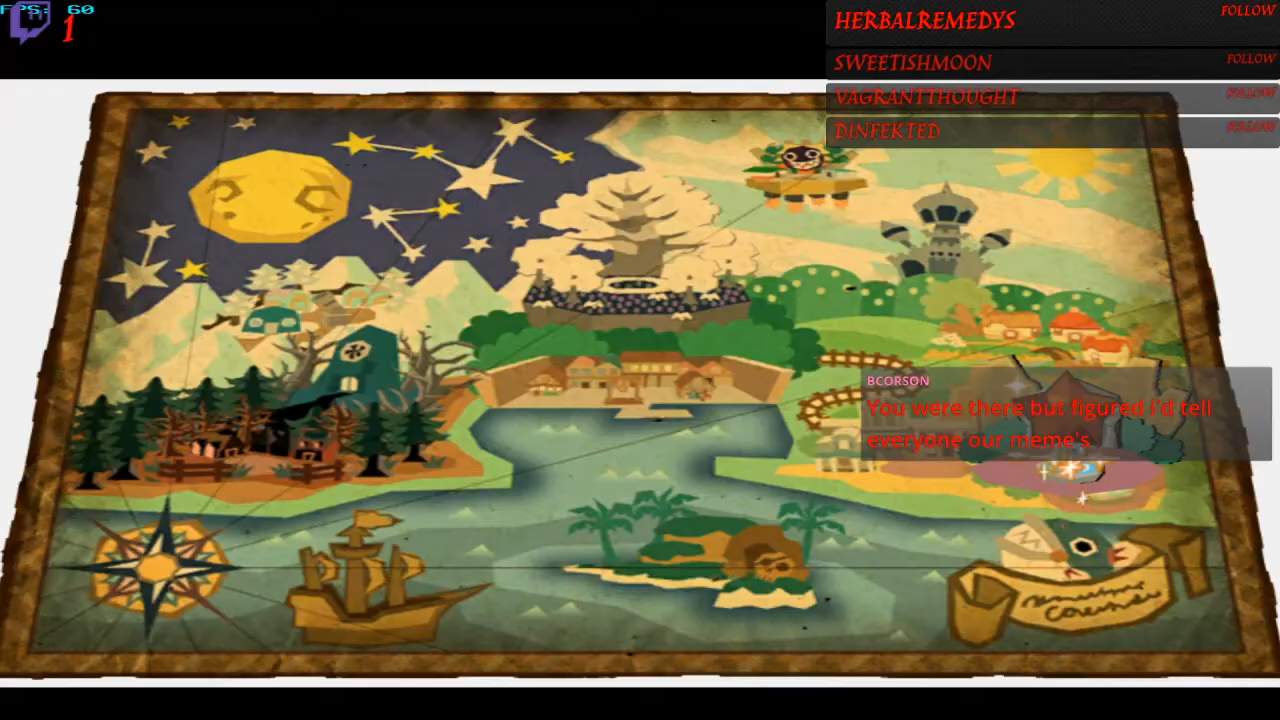 FPS: 60
1
HERBALREMEDYS FOLLOW
SWEETISHMOON FOLLOW
VAGRANTTHOUGHT FOLLOW
DINFEKTED FOLLOW
BCORSON
You were there but figured i'd tell
everyone our meme's